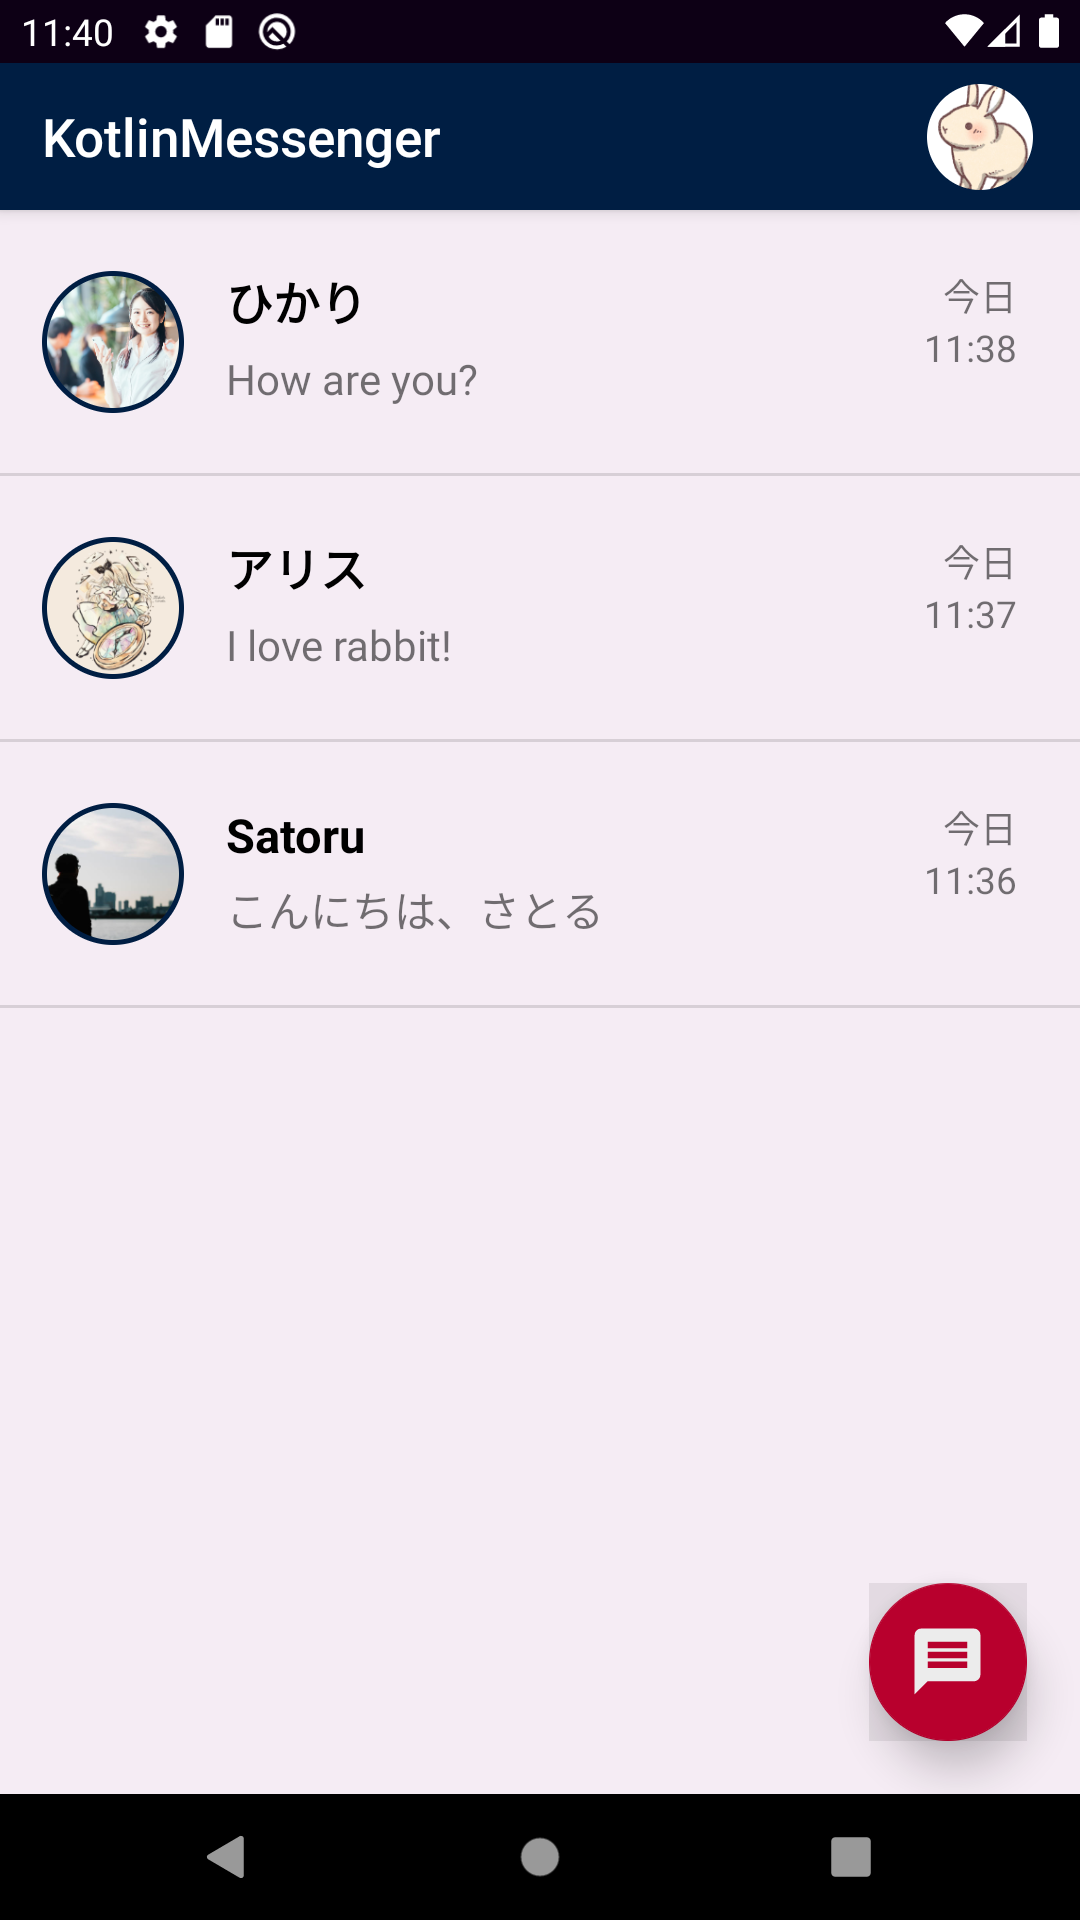 11:40
KotlinMessenger
ひかり
今日
11:38
How are you?
アリス
今日
11:37
I love rabbit!
Satoru
今日
11:36
こんにちは、さとる